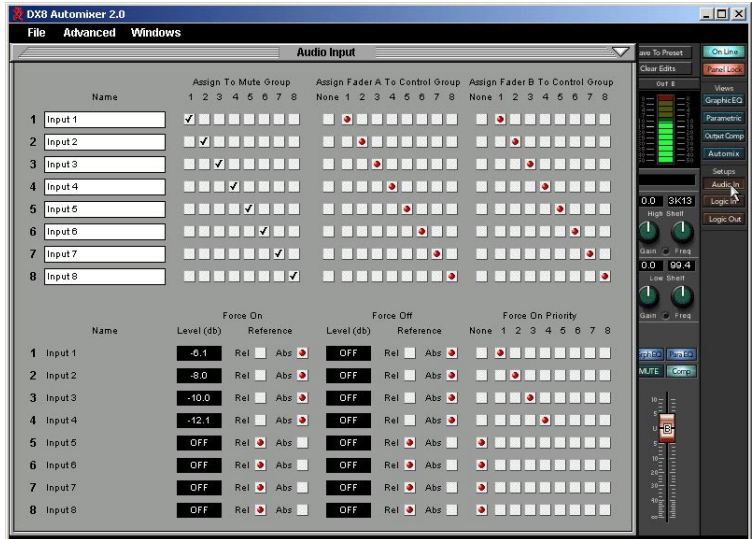 DX8 Automixer 2.0
File Advanced Windows
Audio Input
Assign To Mute Group Assign Fader A To Control Group Assign Fader B To Control Group
Name 1 2 3 4 5 6 7 8 None 1 2 3 4 5 6 7 8 None 1 2 3 4 5 6 7 8
1 Input 1
2 Input 2
3 Input 3
4 Input 4
5 Input 5
6 Input 6
7 Input 7
8 Input 8
Force On Force Off Force On Priority
Name Level (db) Reference Level (db) Reference None 1 2 3 4 5 6 7 8
1 Input 1 -6.1 Rel Abs OFF Rel Abs
2 Input 2 -8.0 Rel Abs OFF Rel Abs
3 Input 3 -10.0 Rel Abs OFF Rel Abs
4 Input 4 -12.1 Rel Abs OFF Rel Abs
5 Input 5 OFF Rel Abs OFF Rel Abs
6 Input 6 OFF Rel Abs OFF Rel Abs
7 Input 7 OFF Rel Abs OFF Rel Abs
8 Input 8 OFF Rel Abs OFF Rel Abs
ave To Preset On Line
Clear Edits Panel Lock
Out 8
Views
GraphicEQ
Parametric
Output Comp
Automix
Setups
Audio In
0.0 3K13 Logic In
High Shelf
Logic Out
Gain Freq
0.0 99.4
Low Shelf
Gain Freq
ParaEQ
MUTE Comp
10
5
U B
5
10
20
30
40
∞